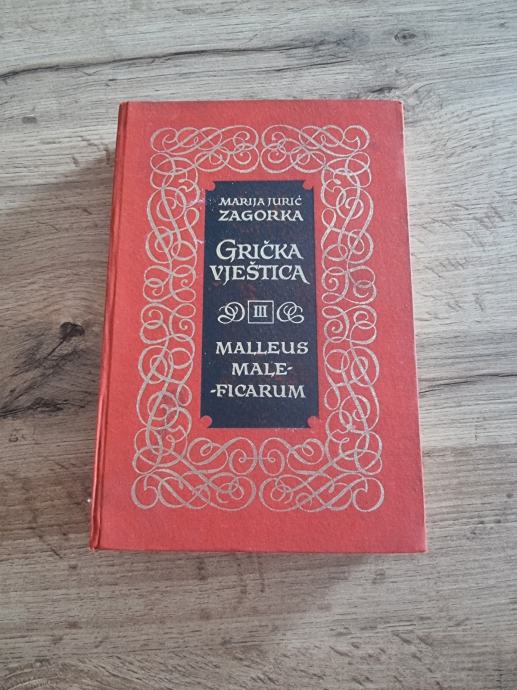 MARIJA JURIĆ
ZAGORKA
GRIČKA
VJEŠTICA
III
MALLEUS
MALE-
-FICARUM